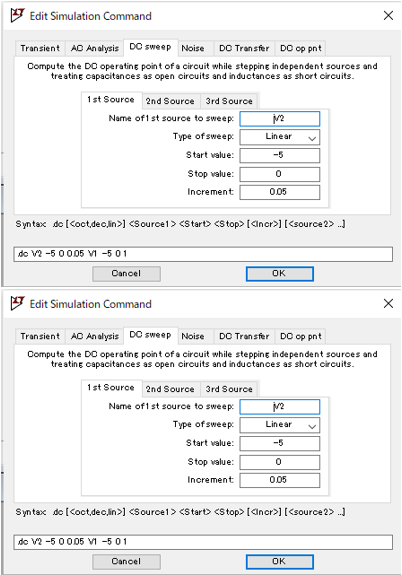 Edit Simulation Command
Transient AC Analysis DC sweep Noise DC Transfer DC op pnt
Compute the DC operating point of a circuit while stepping independent sources and
treating capacitances as open circuits and inductances as short circuits.
1st Source 2nd Source 3rd Source
Name of 1st source to sweep: V2
Type of sweep: Linear
Start value: -5
Stop value: 0
Increment: 0.05
Syntax: .dc [<oct,dec,lin>] <Source1> <Start> <Stop> [<Incr>] [<source2> ...]
.dc V2 -5 0 0.05 V1 -5 0 1
Cancel OK
Edit Simulation Command
Transient AC Analysis DC sweep Noise DC Transfer DC op pnt
Compute the DC operating point of a circuit while stepping independent sources and
treating capacitances as open circuits and inductances as short circuits.
1st Source 2nd Source 3rd Source
Name of 1st source to sweep: V2
Type of sweep: Linear
Start value: -5
Stop value: 0
Increment: 0.05
Syntax: .dc [<oct,dec,lin>] <Source1> <Start> <Stop> [<Incr>] [<source2> ...]
.dc V2 -5 0 0.05 V1 -5 0 1
Cancel OK